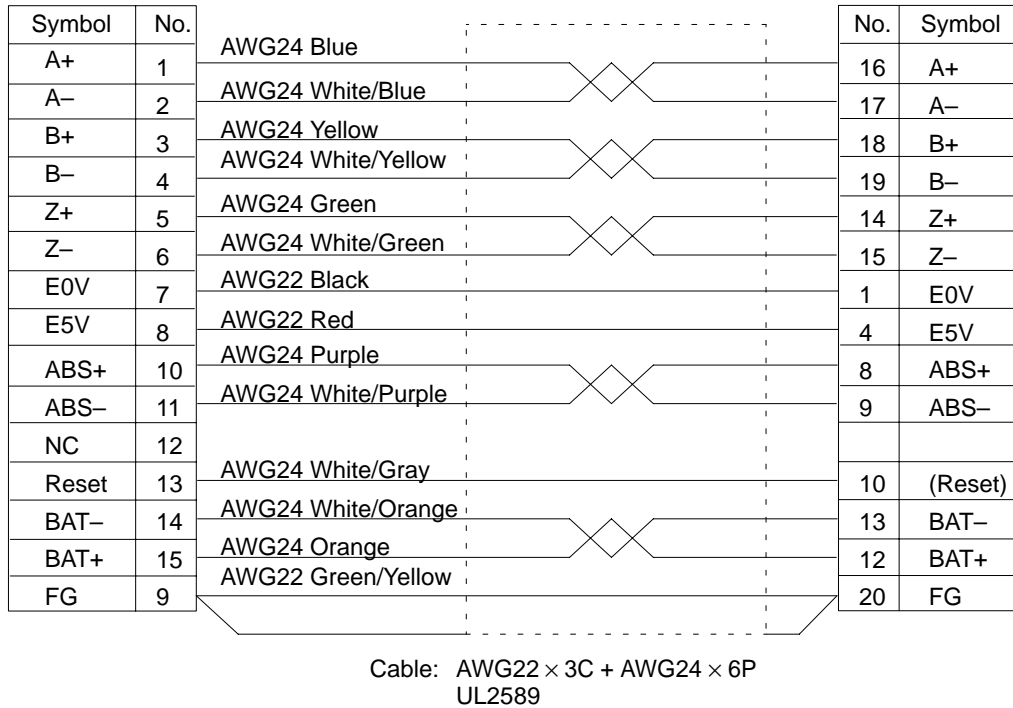 Symbol No. No. Symbol
A+ 1 AWG24 Blue 16 A+
A– 2 AWG24 White/Blue 17 A–
B+ 3 AWG24 Yellow 18 B+
B– 4 AWG24 White/Yellow 19 B–
Z+ 5 AWG24 Green 14 Z+
Z– 6 AWG24 White/Green 15 Z–
E0V 7 AWG22 Black 1 E0V
E5V 8 AWG22 Red 4 E5V
ABS+ 10 AWG24 Purple 8 ABS+
ABS– 11 AWG24 White/Purple 9 ABS–
NC 12
Reset 13 AWG24 White/Gray 10 (Reset)
BAT– 14 AWG24 White/Orange 13 BAT–
BAT+ 15 AWG24 Orange 12 BAT+
FG 9 AWG22 Green/Yellow 20 FG
Cable: AWG22 × 3C + AWG24 × 6P
UL2589